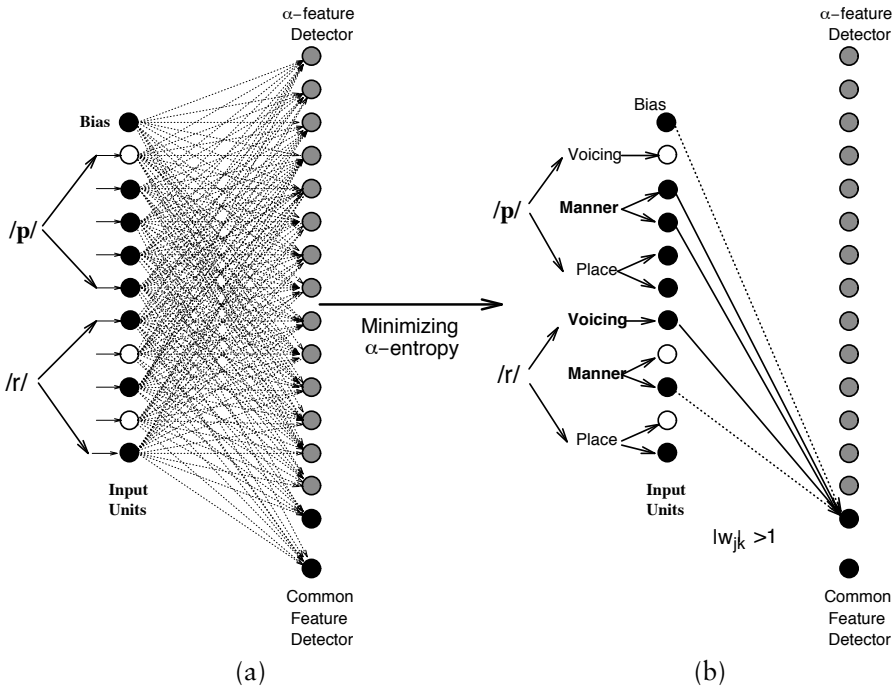 α−feature
Detector
Bias
/p/
/r/
Input
Units
Common
Feature
Detector
(a)
Minimizing
α−entropy
α−feature
Detector
Bias
Voicing
/p/
Manner
Place
Voicing
/r/
Manner
Place
Input
Units
|w_jk| >1
Common
Feature
Detector
(b)